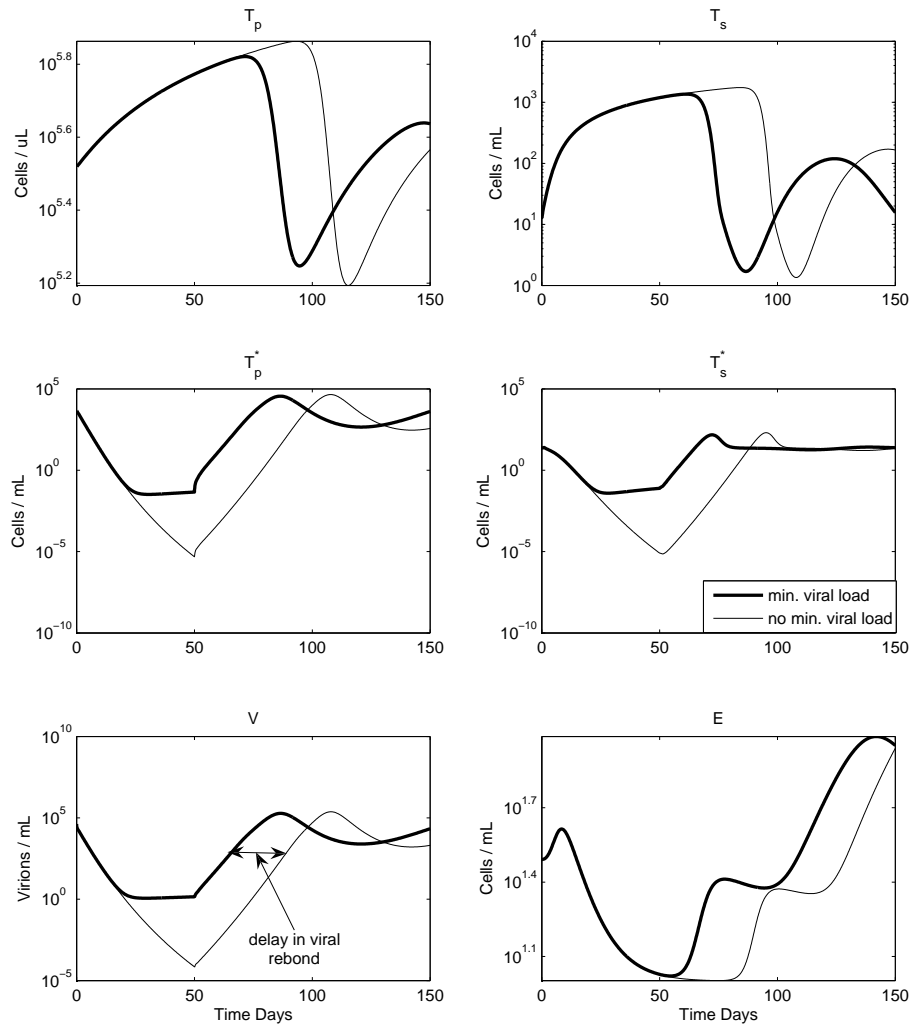 T_p
Cells / uL
10^5.8
10^5.6
10^5.4
10^5.2
0 50 100 150
T_s
Cells / mL
10^4
10^3
10^2
10^1
10^0
0 50 100 150
T_p^*
Cells / mL
10^5
10^0
10^−5
10^−10
0 50 100 150
T_s^*
Cells / mL
10^5
10^0
10^−5
10^−10
min. viral load
no min. viral load
0 50 100 150
V
Virions / mL
10^10
10^5
10^0
10^−5
delay in viral
rebond
0 50 100 150
Time Days
E
Cells / mL
10^1.7
10^1.4
10^1.1
0 50 100 150
Time Days